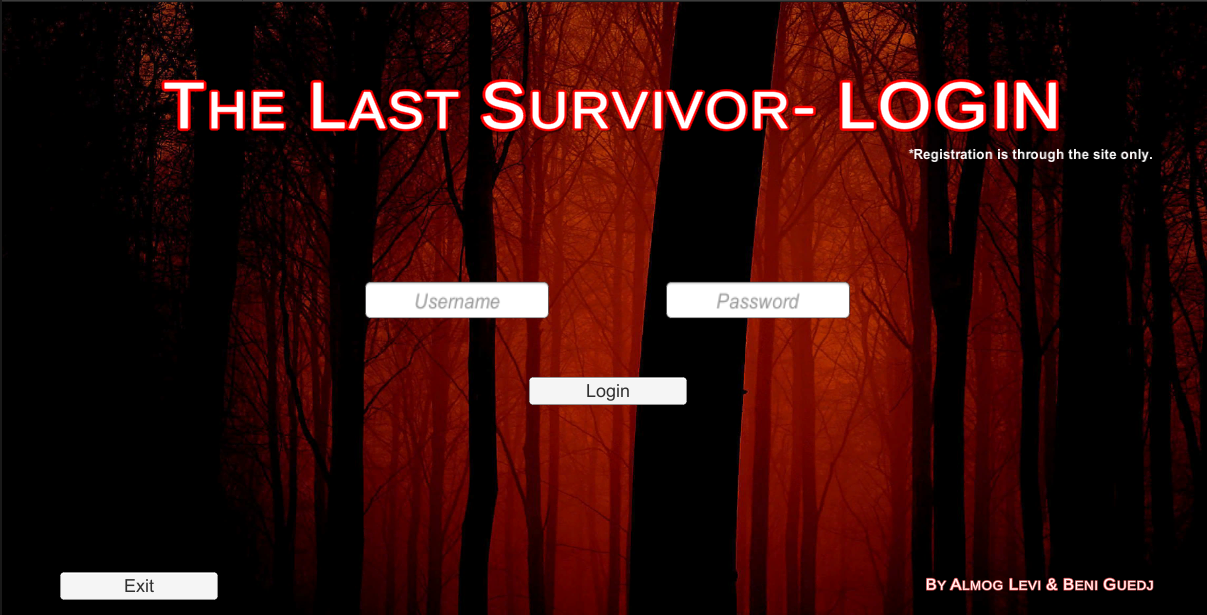 The Last Survivor- LOGIN
*Registration is through the site only.
Username
Password
Login
Exit
By Almog Levi & Beni Guedj